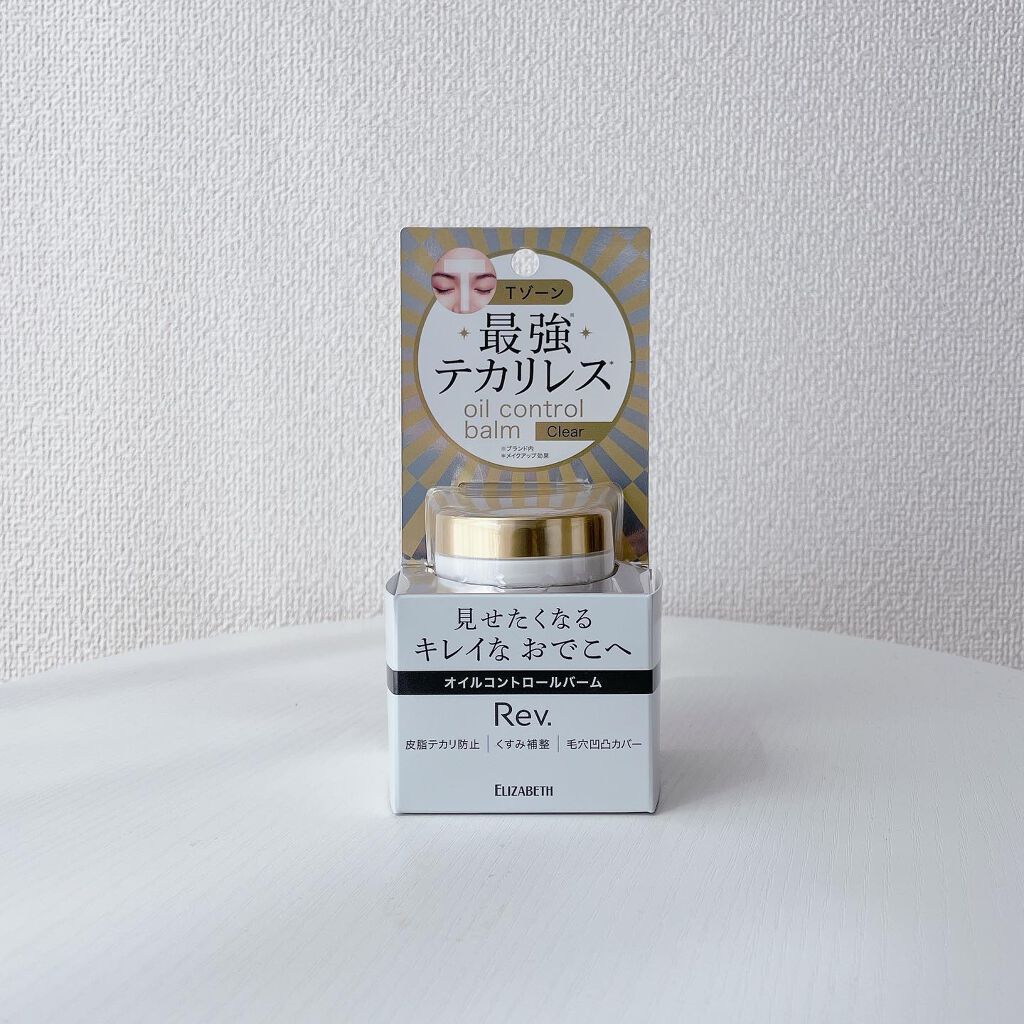 Tゾーン
最強※
テカリレス*
oil control
balm Clear
※ブランド内
*メイクアップ効果
見せたくなる
キレイな おでこへ
オイルコントロールバーム
Rev.
皮脂テカリ防止 | くすみ補整 | 毛穴凹凸カバー
ELIZABETH